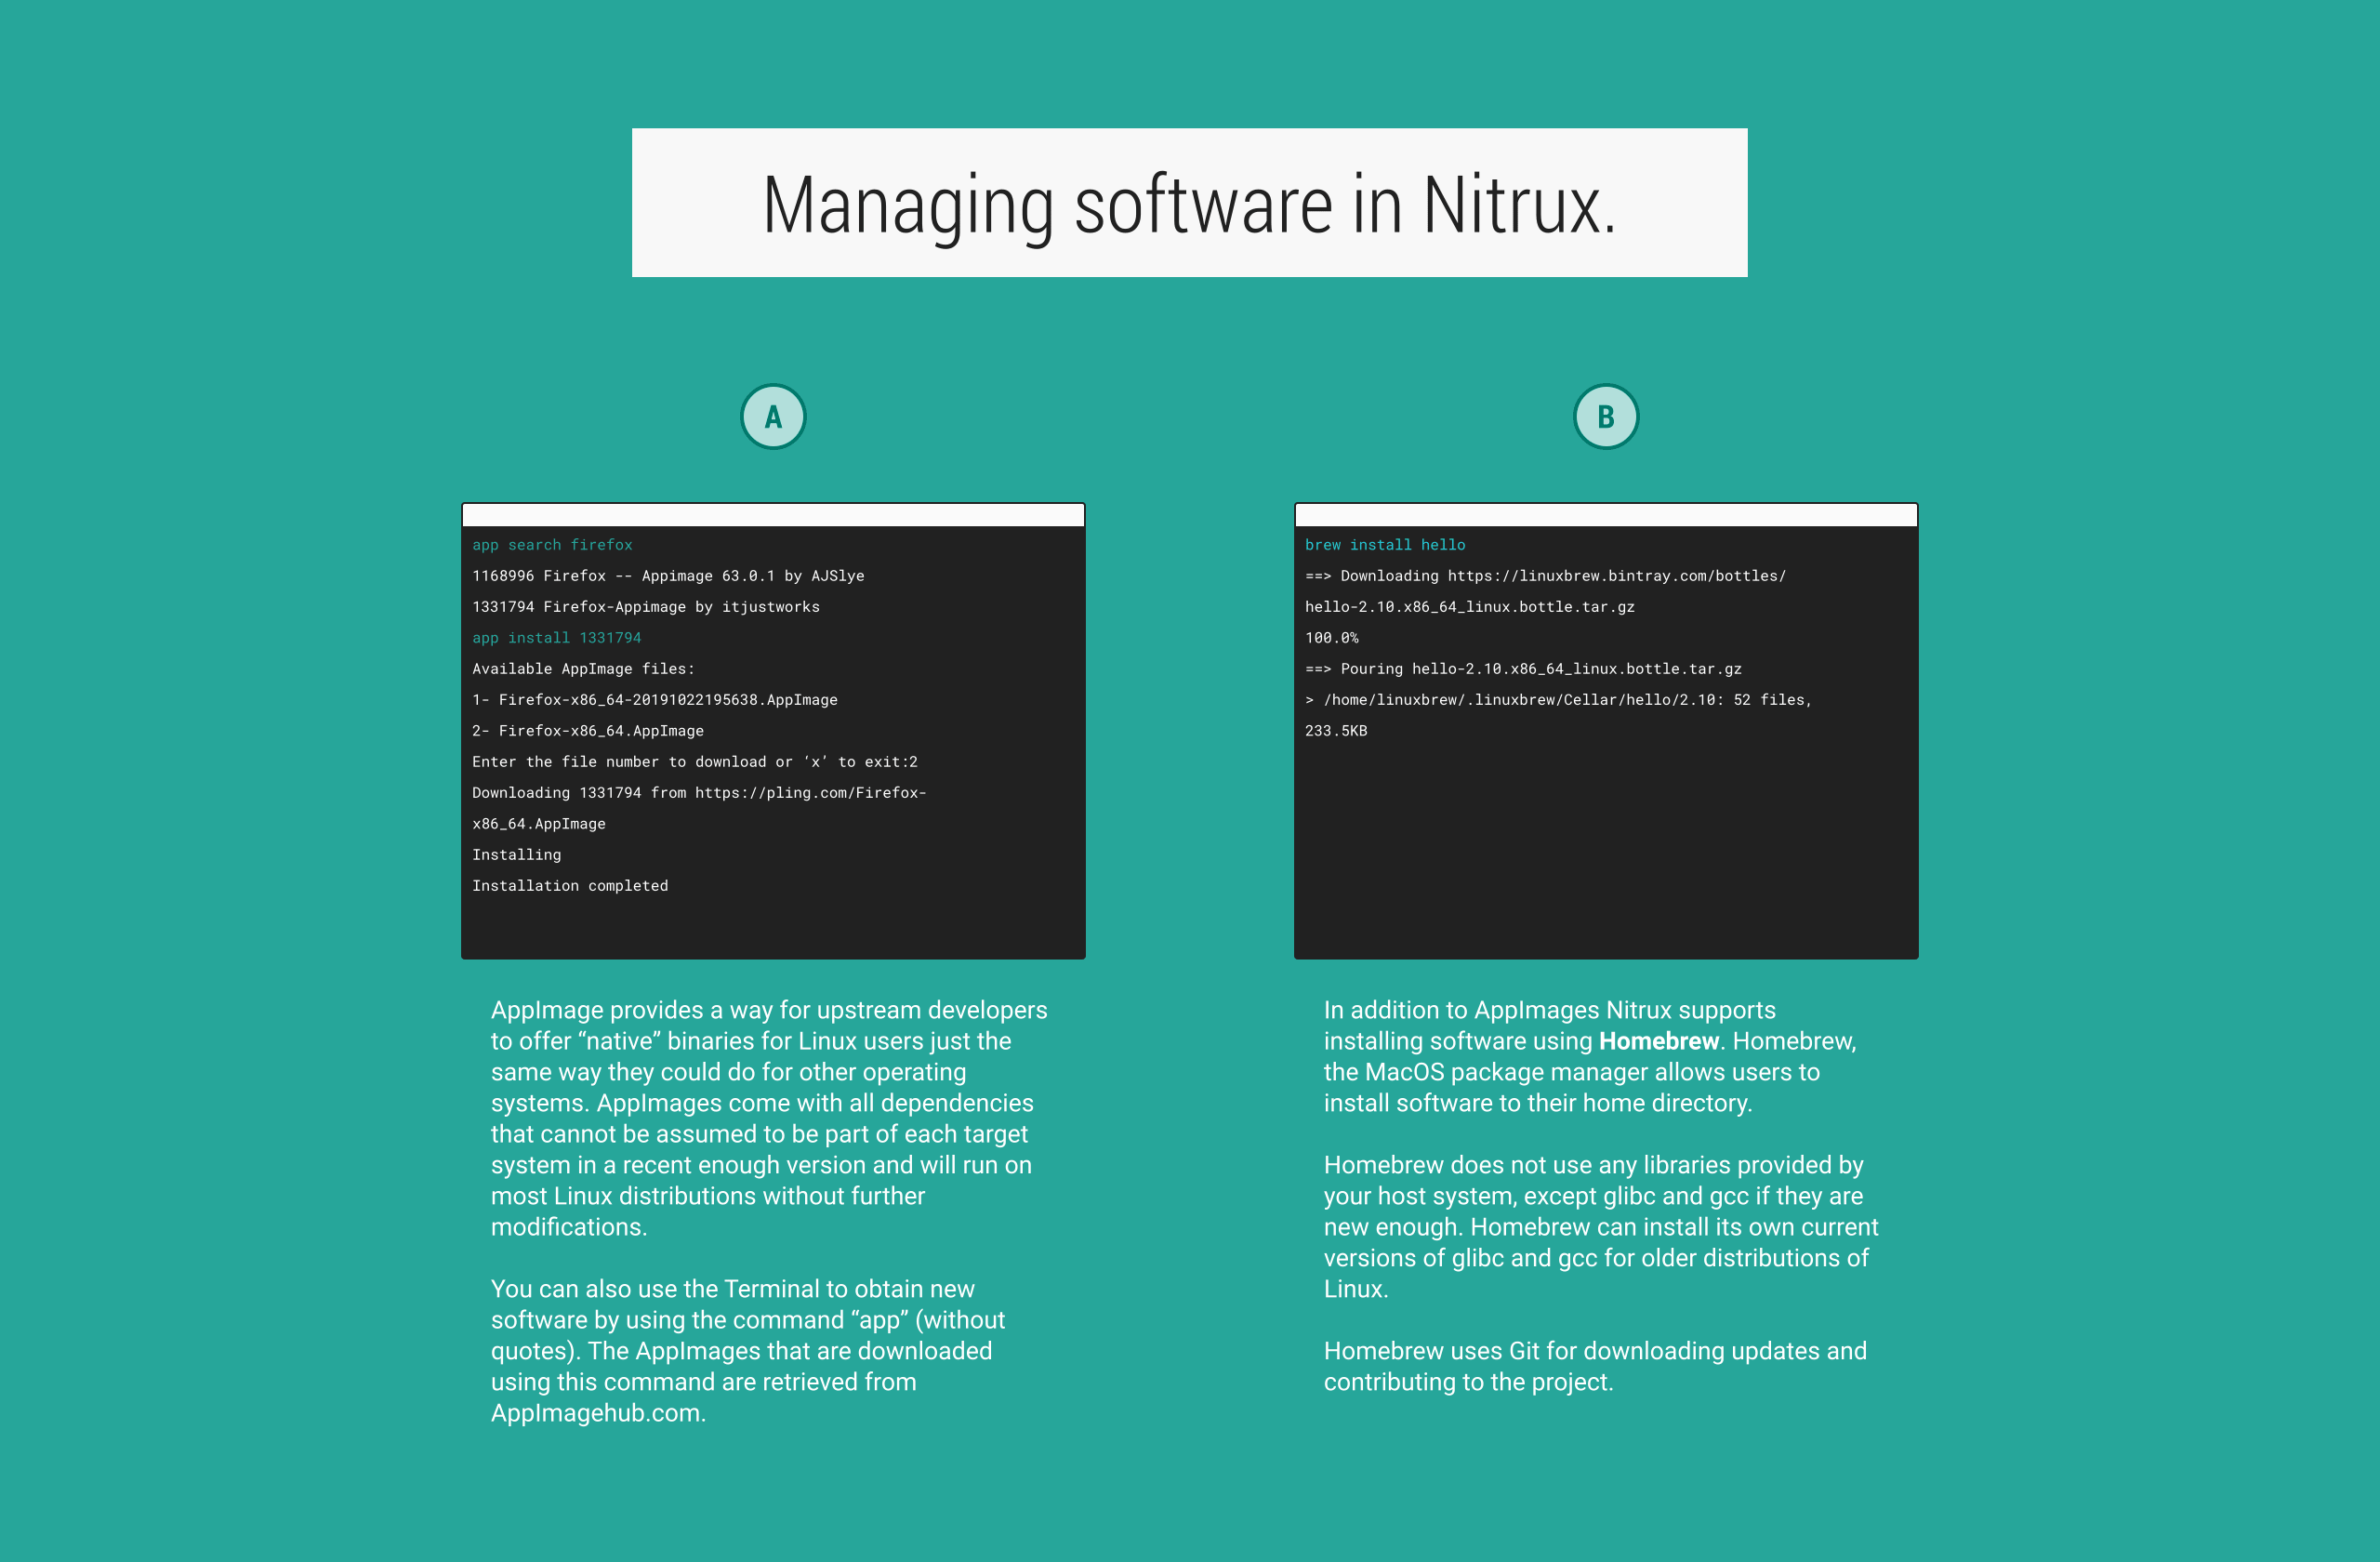 Managing software in Nitrux.
A
app search firefox
1168996 Firefox -- Appimage 63.0.1 by AJSlye
1331794 Firefox-Appimage by itjustworks
app install 1331794
Available AppImage files:
1- Firefox-x86_64-20191022195638.AppImage
2- Firefox-x86_64.AppImage
Enter the file number to download or ‘x’ to exit:2
Downloading 1331794 from https://pling.com/Firefox-
x86_64.AppImage
Installing
Installation completed
AppImage provides a way for upstream developers
to offer “native” binaries for Linux users just the
same way they could do for other operating
systems. AppImages come with all dependencies
that cannot be assumed to be part of each target
system in a recent enough version and will run on
most Linux distributions without further
modifications.
You can also use the Terminal to obtain new
software by using the command “app” (without
quotes). The AppImages that are downloaded
using this command are retrieved from
AppImagehub.com.
B
brew install hello
==> Downloading https://linuxbrew.bintray.com/bottles/
hello-2.10.x86_64_linux.bottle.tar.gz
100.0%
==> Pouring hello-2.10.x86_64_linux.bottle.tar.gz
> /home/linuxbrew/.linuxbrew/Cellar/hello/2.10: 52 files,
233.5KB
In addition to AppImages Nitrux supports
installing software using Homebrew. Homebrew,
the MacOS package manager allows users to
install software to their home directory.
Homebrew does not use any libraries provided by
your host system, except glibc and gcc if they are
new enough. Homebrew can install its own current
versions of glibc and gcc for older distributions of
Linux.
Homebrew uses Git for downloading updates and
contributing to the project.